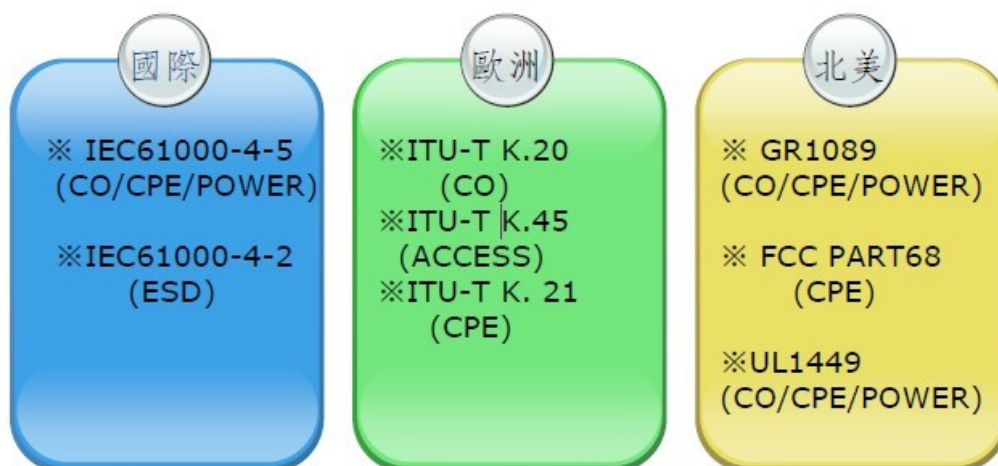 國際
※ IEC61000-4-5
(CO/CPE/POWER)
※IEC61000-4-2
(ESD)
歐洲
※ITU-T K.20
(CO)
※ITU-T K.45
(ACCESS)
※ITU-T K. 21
(CPE)
北美
※ GR1089
(CO/CPE/POWER)
※ FCC PART68
(CPE)
※UL1449
(CO/CPE/POWER)